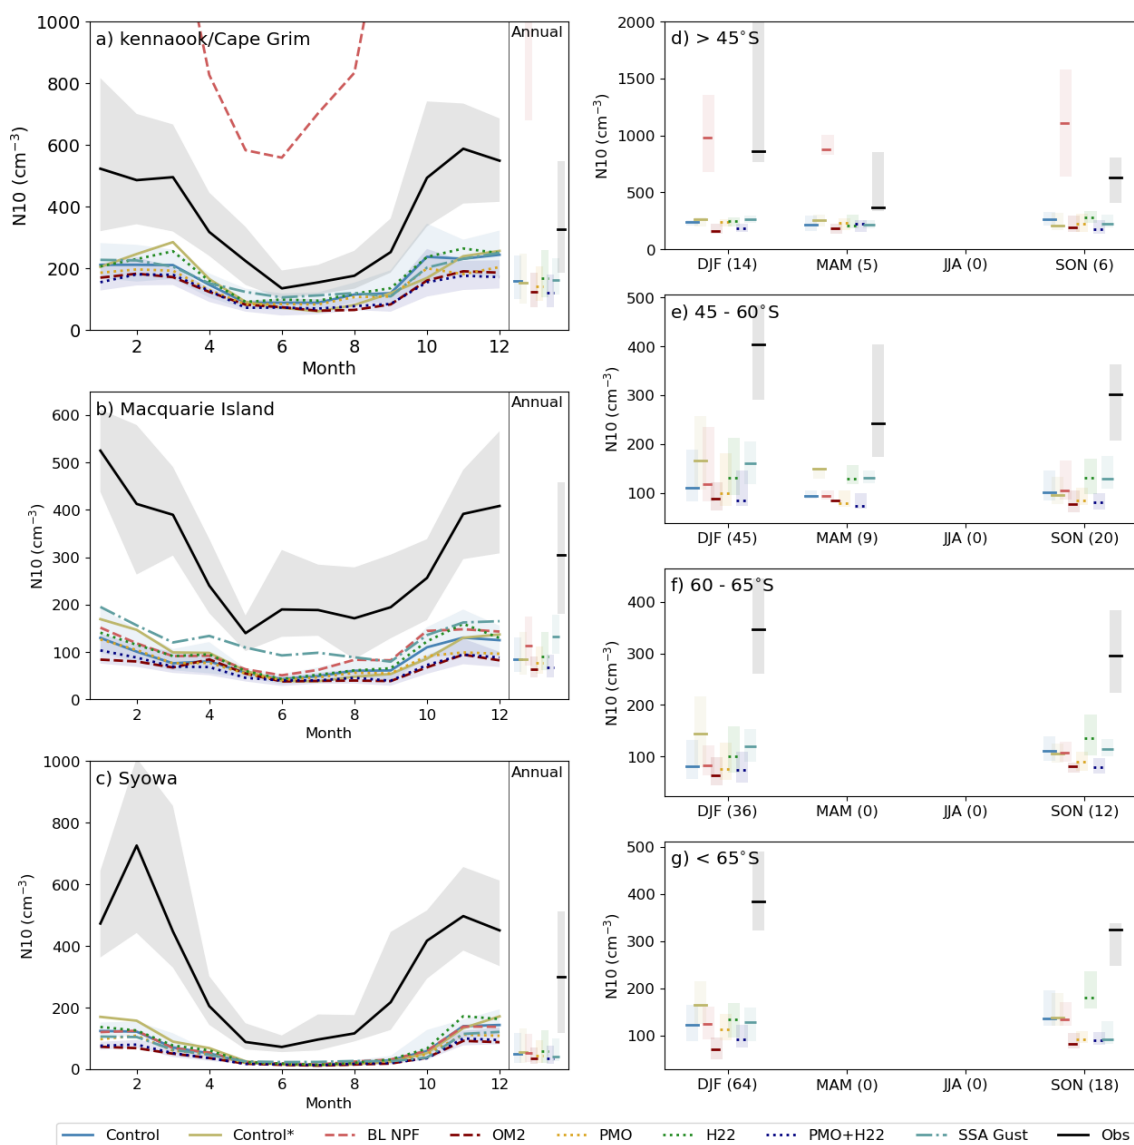 a) kennaook/Cape Grim
Annual
1000
800
600
400
200
0
N10 (cm⁻³)
2 4 6 8 10 12
Month
b) Macquarie Island
Annual
600
500
400
300
200
100
0
N10 (cm⁻³)
2 4 6 8 10 12
Month
c) Syowa
Annual
1000
800
600
400
200
0
N10 (cm⁻³)
2 4 6 8 10 12
Month
d) > 45°S
2000
1500
1000
500
0
N10 (cm⁻³)
DJF (14) MAM (5) JJA (0) SON (6)
e) 45 - 60°S
500
400
300
200
100
N10 (cm⁻³)
DJF (45) MAM (9) JJA (0) SON (20)
f) 60 - 65°S
400
300
200
100
N10 (cm⁻³)
DJF (36) MAM (0) JJA (0) SON (12)
g) < 65°S
500
400
300
200
100
N10 (cm⁻³)
DJF (64) MAM (0) JJA (0) SON (18)
Control Control* BL NPF OM2 PMO H22 PMO+H22 SSA Gust Obs